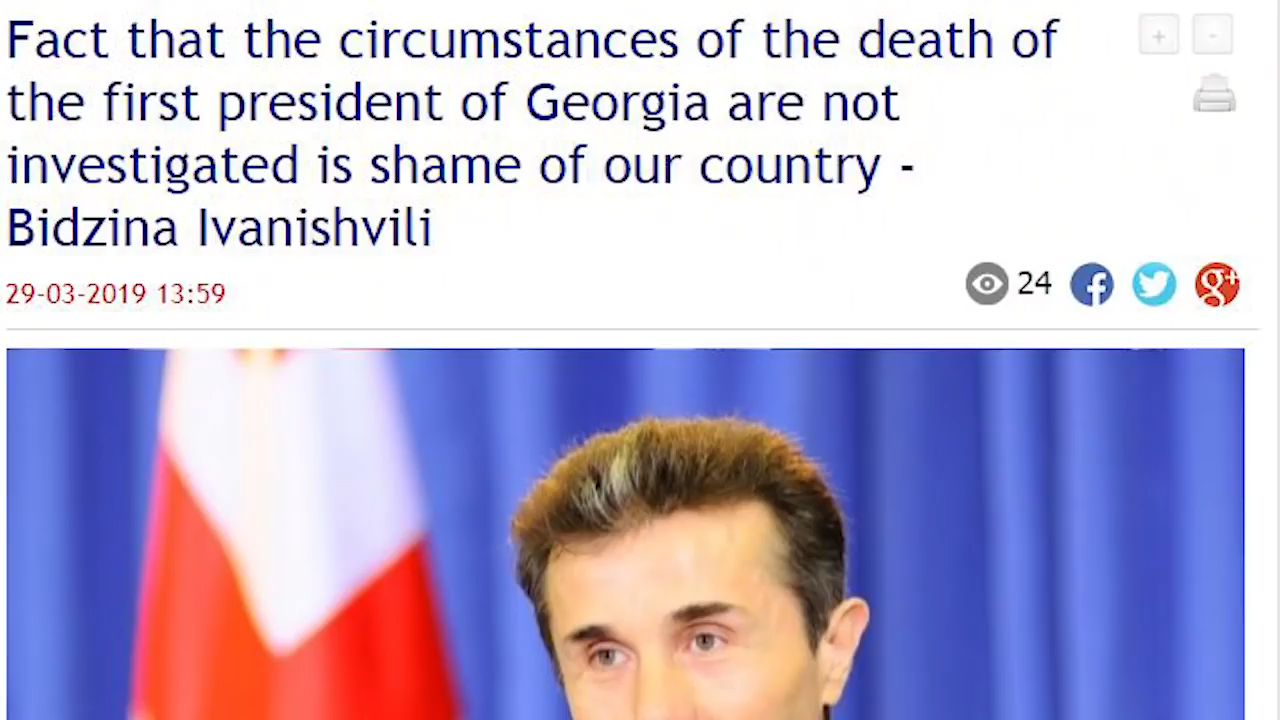 Fact that the circumstances of the death of
the first president of Georgia are not
investigated is shame of our country -
Bidzina Ivanishvili
29-03-2019 13:59
24
+
-
f
g+